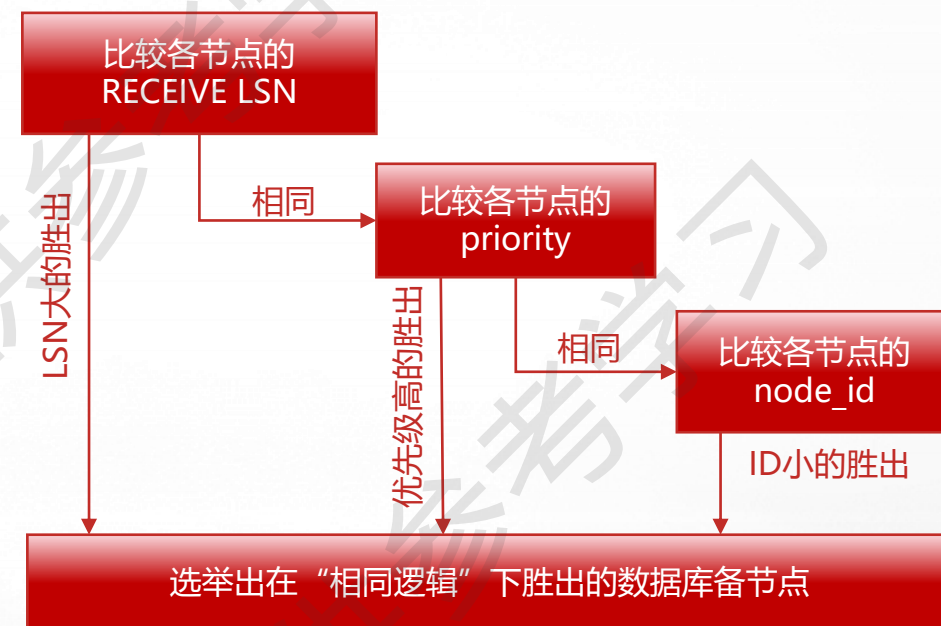 比较各节点的
RECEIVE LSN
相同
比较各节点的
priority
LSN大的胜出
优先级高的胜出
相同
比较各节点的
node_id
ID小的胜出
选举出在“相同逻辑”下胜出的数据库备节点